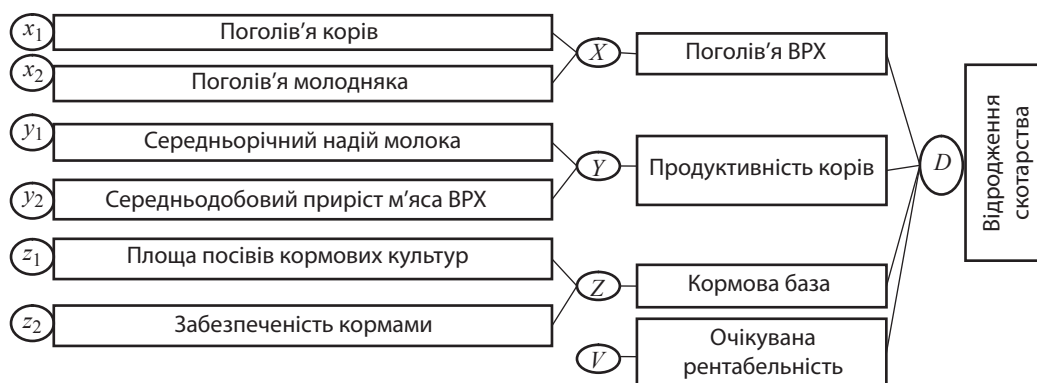 x1
Поголів’я корів
x2
Поголів’я молодняка
X
Поголів’я ВРХ
y1
Середньорічний надій молока
y2
Середньодобовий приріст м’яса ВРХ
Y
Продуктивність корів
z1
Площа посівів кормових культур
z2
Забезпеченість кормами
Z
Кормова база
V
Очікувана
рентабельність
D
Відродження
скотарства